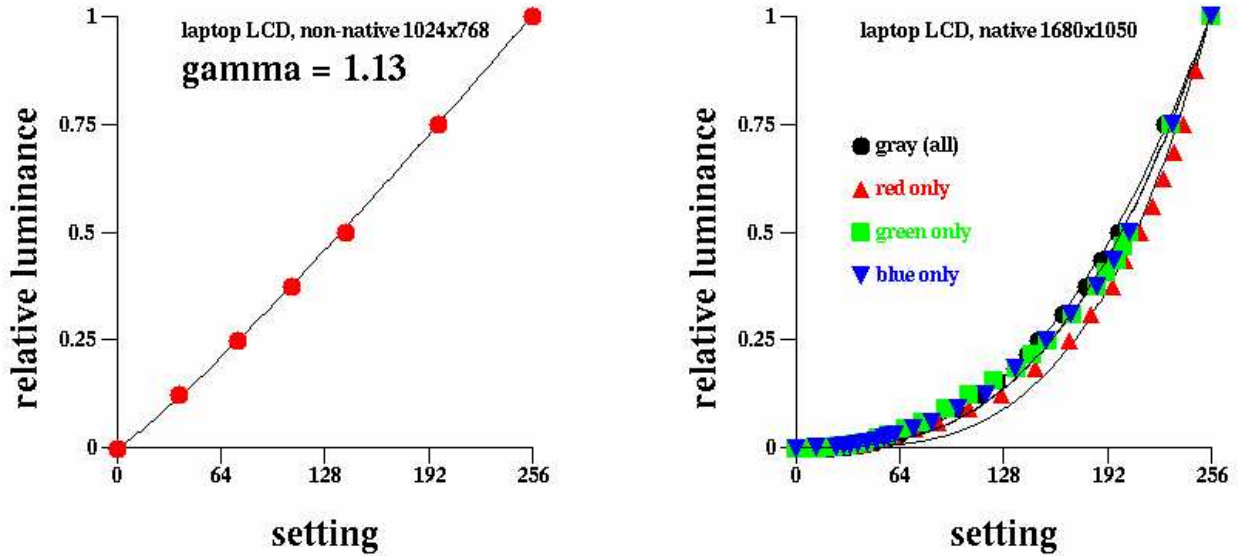 laptop LCD, non-native 1024x768
gamma = 1.13
relative luminance
1
0.75
0.5
0.25
0
0 64 128 192 256
setting
laptop LCD, native 1680x1050
gray (all)
red only
green only
blue only
relative luminance
1
0.75
0.5
0.25
0
0 64 128 192 256
setting